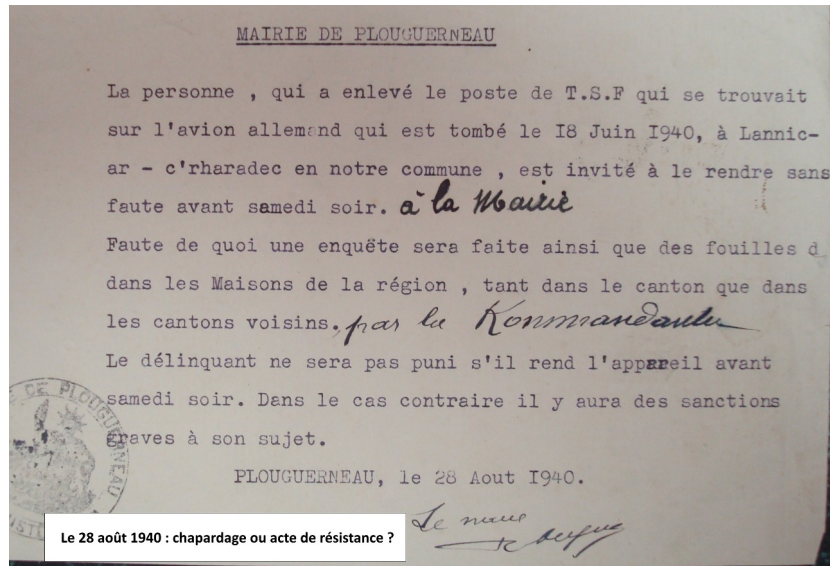 MAIRIE DE PLOUGUERNEAU
La personne , qui a enlevé le poste de T.S.F qui se trouvait
sur l'avion allemand qui est tombé le I8 Juin I940, à Lannic-
ar - c'rharadec en notre commune , est invité à le rendre sans
faute avant samedi soir. à la Mairie
Faute de quoi une enquête sera faite ainsi que des fouilles d
dans les Maisons de la région , tant dans le canton que dans
les cantons voisins. par la Kommandantur
Le délinquant ne sera pas puni s'il rend l'appareil avant
samedi soir. Dans le cas contraire il y aura des sanctions
graves à son sujet.
PLOUGUERNEAU, le 28 Aout I940.
Le maire
DE PLOUGUERNEAU
Le 28 août 1940 : chapardage ou acte de résistance ?